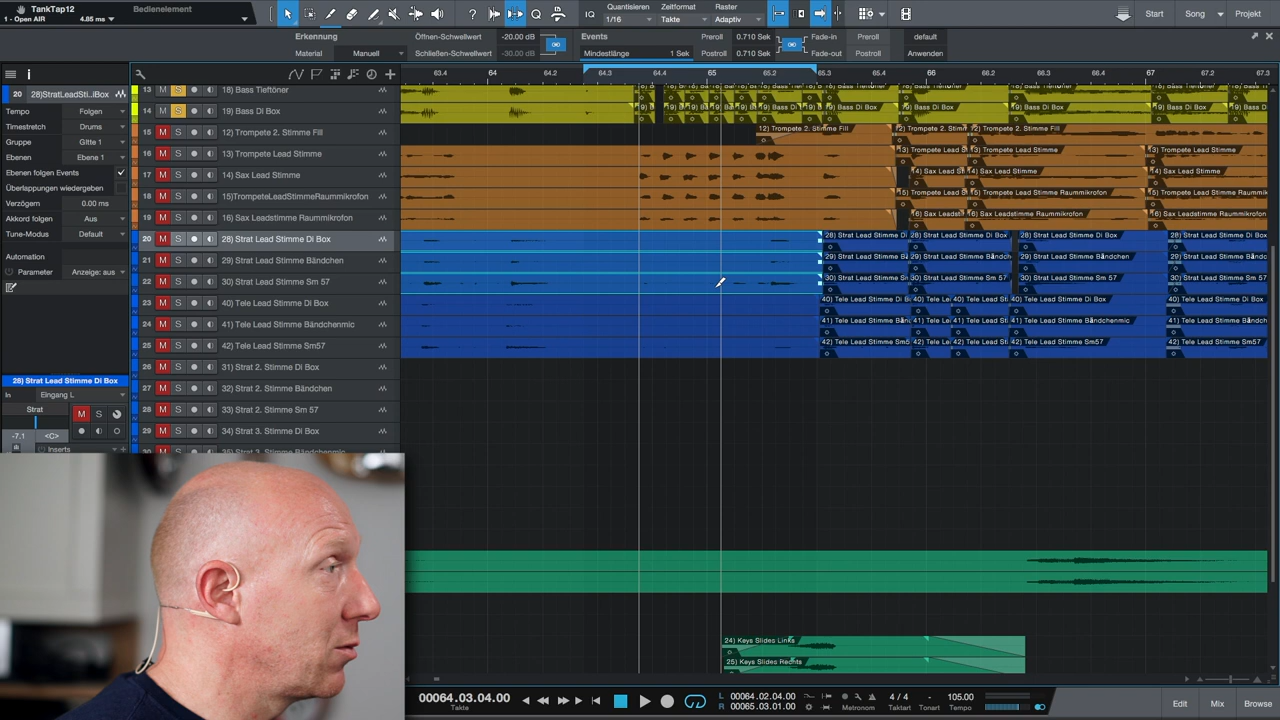 TankTap12
1 - Open AIR 4.85 ms
Bedienelement
IQ
Quantisieren
1/16
Zeitformat
Takte
Raster
Adaptiv
Start
Song
Projekt
Erkennung
Material Manuell
Öffnen-Schwellwert -20.00 dB
Schließen-Schwellwert -30.00 dB
Events
Mindestlänge 1 Sek
Preroll 0.710 Sek
Postroll 0.710 Sek
Fade-in Preroll
Fade-out Postroll
default
Anwenden
20 28)StratLeadSti..iBox
Tempo Folgen
Timestretch Drums
Gruppe Gitte 1
Ebenen Ebene 1
Ebenen folgen Events
Überlappungen wiedergeben
Verzögern 0.00 ms
Akkord folgen Aus
Tune-Modus Default
Automation
Parameter Anzeige: aus
28) Strat Lead Stimme Di Box
In Eingang L
Strat
M S
-7.1 <C>
Inserts
63.4 64 64.2 64.3 64.4 65 65.2 65.3 65.4 66 66.2 66.3 66.4 67 67.3
13 M S 18) Bass Tieftöner
14 M S 19) Bass DI Box
15 M S 12) Trompete 2. Stimme Fill
16 M S 13) Trompete Lead Stimme
17 M S 14) Sax Lead Stimme
18 M S 15)TrompeteLeadStimmeRaumikrofon
19 M S 16) Sax Leadstimme Raummikrofon
20 M S 28) Strat Lead Stimme Di Box
21 M S 29) Strat Lead Stimme Bändchen
22 M S 30) Strat Lead Stimme Sm 57
23 M S 40) Tele Lead Stimme Di Box
24 M S 41) Tele Lead Stimme Bändchenmic
25 M S 42) Tele Lead Stimme Sm57
26 M S 31) Strat 2. Stimme Di Box
27 M S 32) Strat 2. Stimme Bändchen
28 M S 33) Strat 2. Stimme Sm 57
29 M S 34) Strat 3. Stimme Di Box
12) Trompete 2. Stimme Fill
13) Trompete Lead Stimme
28) Strat Lead Stimme Di Box
29) Strat Lead Stimme Bändchen
30) Strat Lead Stimme Sm 57
40) Tele Lead Stimme Di Box
41) Tele Lead Stimme Bändchenmic
42) Tele Lead Stimme Sm57
24) Keys Slides Links
25) Keys Slides Rechts
00064.03.04.00
Takte
L 00064.02.04.00
R 00065.03.01.00
Metronom
4 / 4
Taktart
-
Tonart
105.00
Tempo
Edit
Mix
Browse